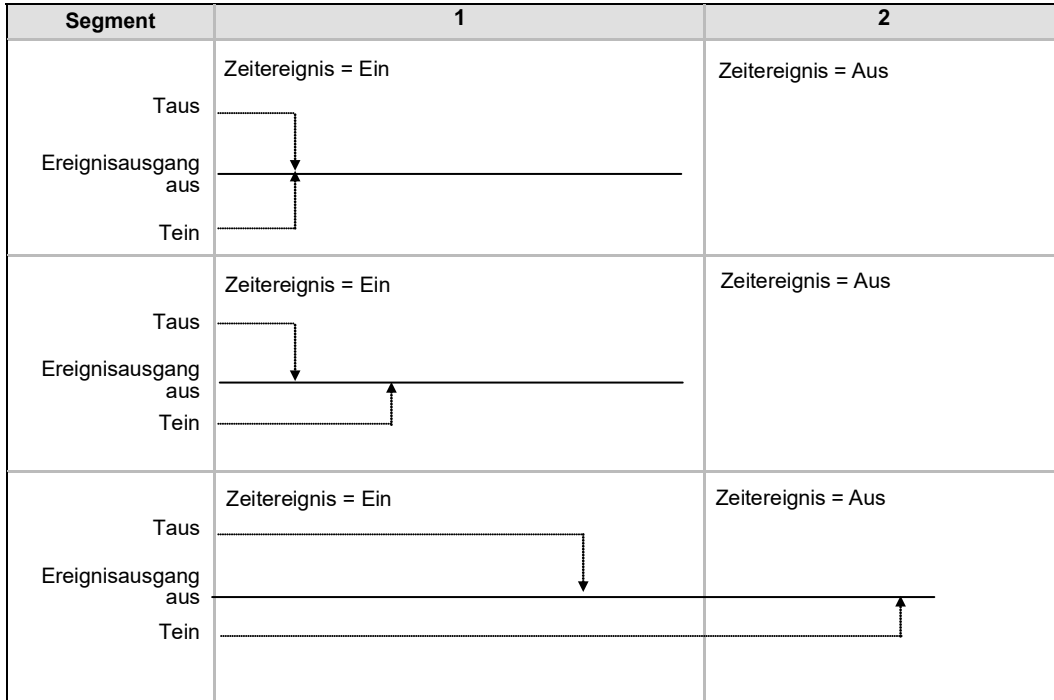 Segment 1 2
Zeitereignis = Ein Zeitereignis = Aus
Taus
Ereignisausgang
aus
Tein
Zeitereignis = Ein Zeitereignis = Aus
Taus
Ereignisausgang
aus
Tein
Zeitereignis = Ein Zeitereignis = Aus
Taus
Ereignisausgang
aus
Tein